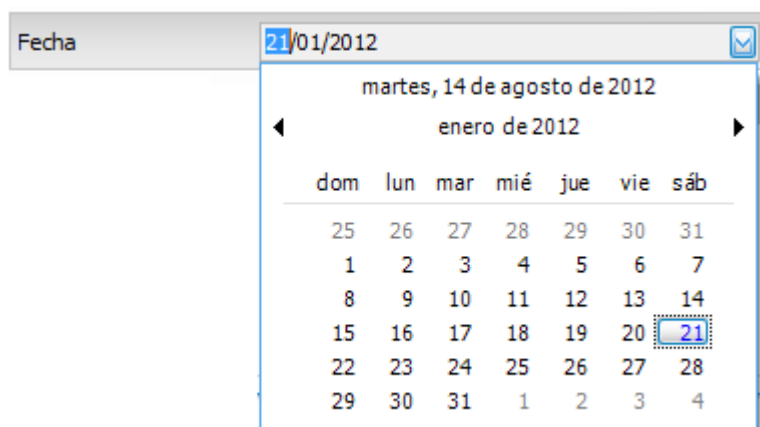 Fecha 21/01/2012
martes, 14 de agosto de 2012
enero de 2012
dom lun mar mié jue vie sáb
25 26 27 28 29 30 31
1 2 3 4 5 6 7
8 9 10 11 12 13 14
15 16 17 18 19 20 21
22 23 24 25 26 27 28
29 30 31 1 2 3 4